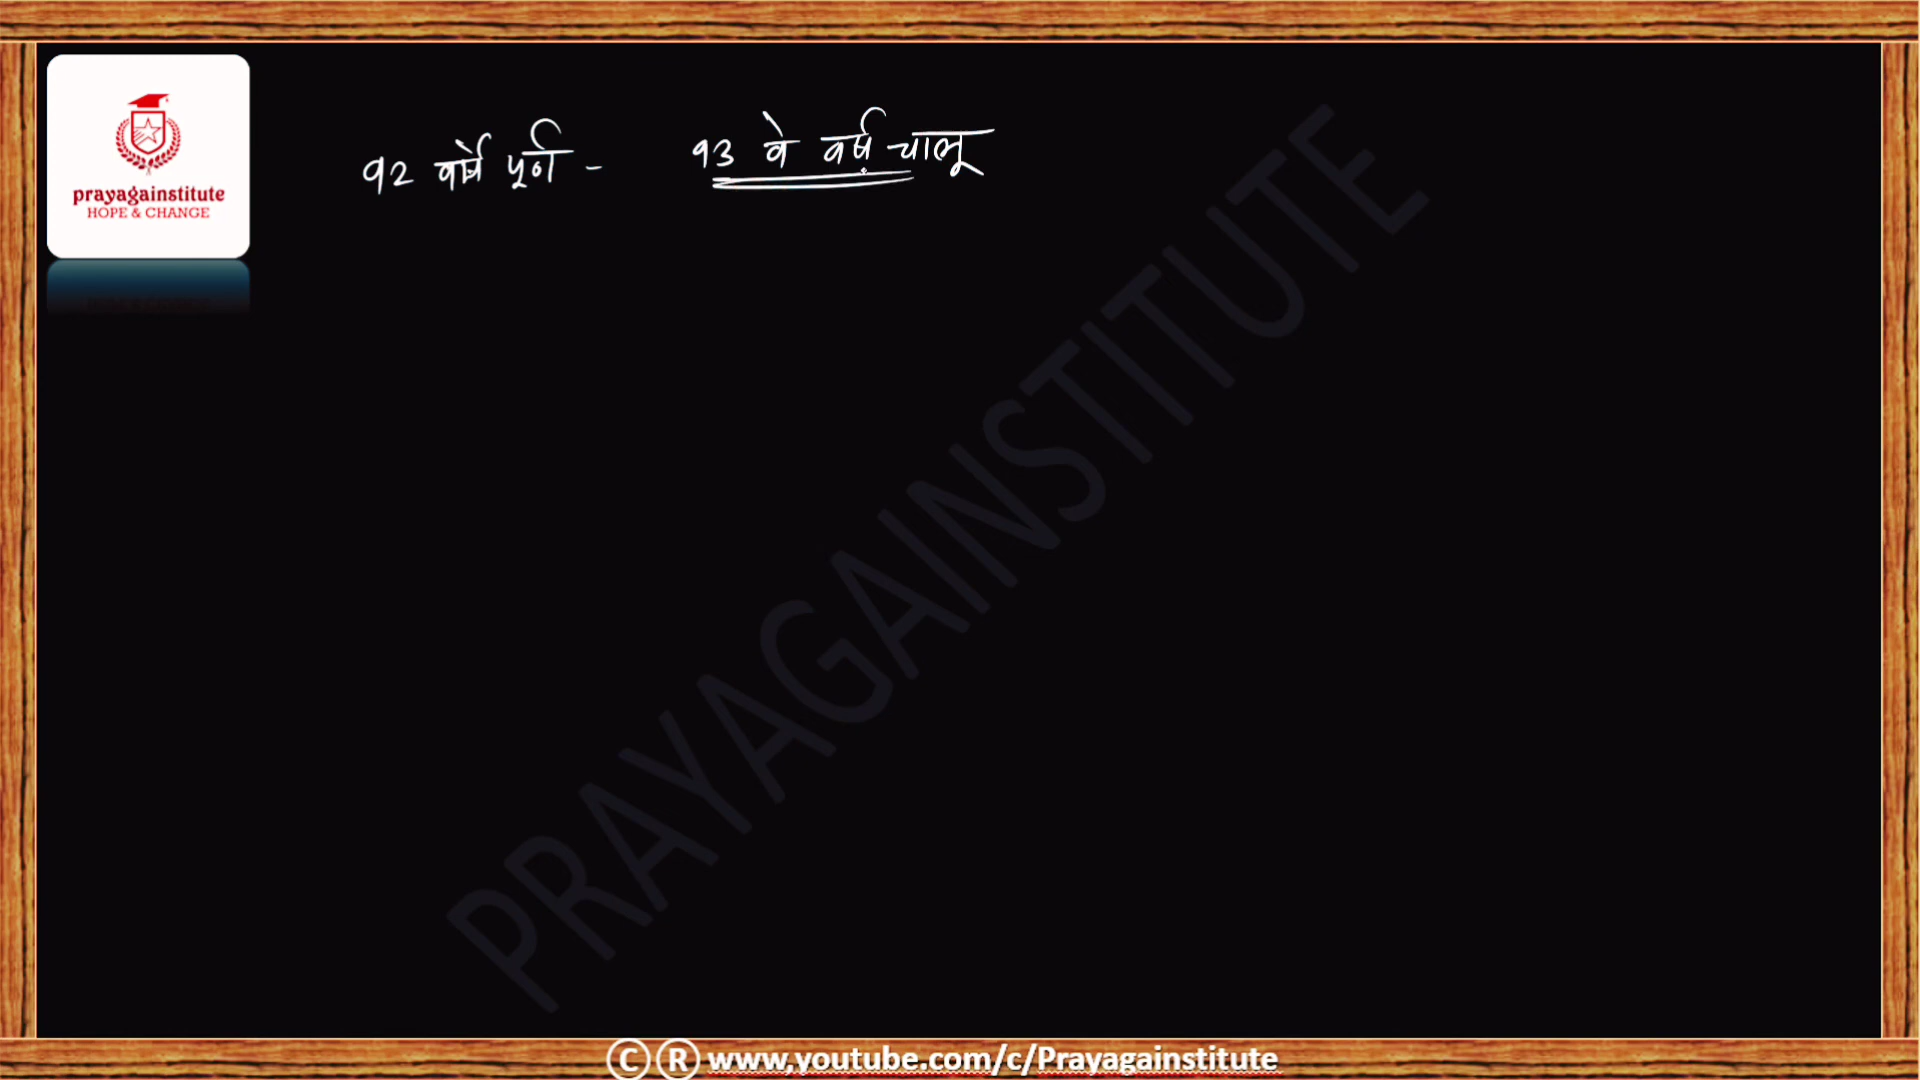 prayagainstitute
HOPE & CHANGE
१२ वर्षे पूर्ण - १३ वे वर्ष चालू
PRAYAGAINSTITUTE
© ® www.youtube.com/c/Prayagainstitute